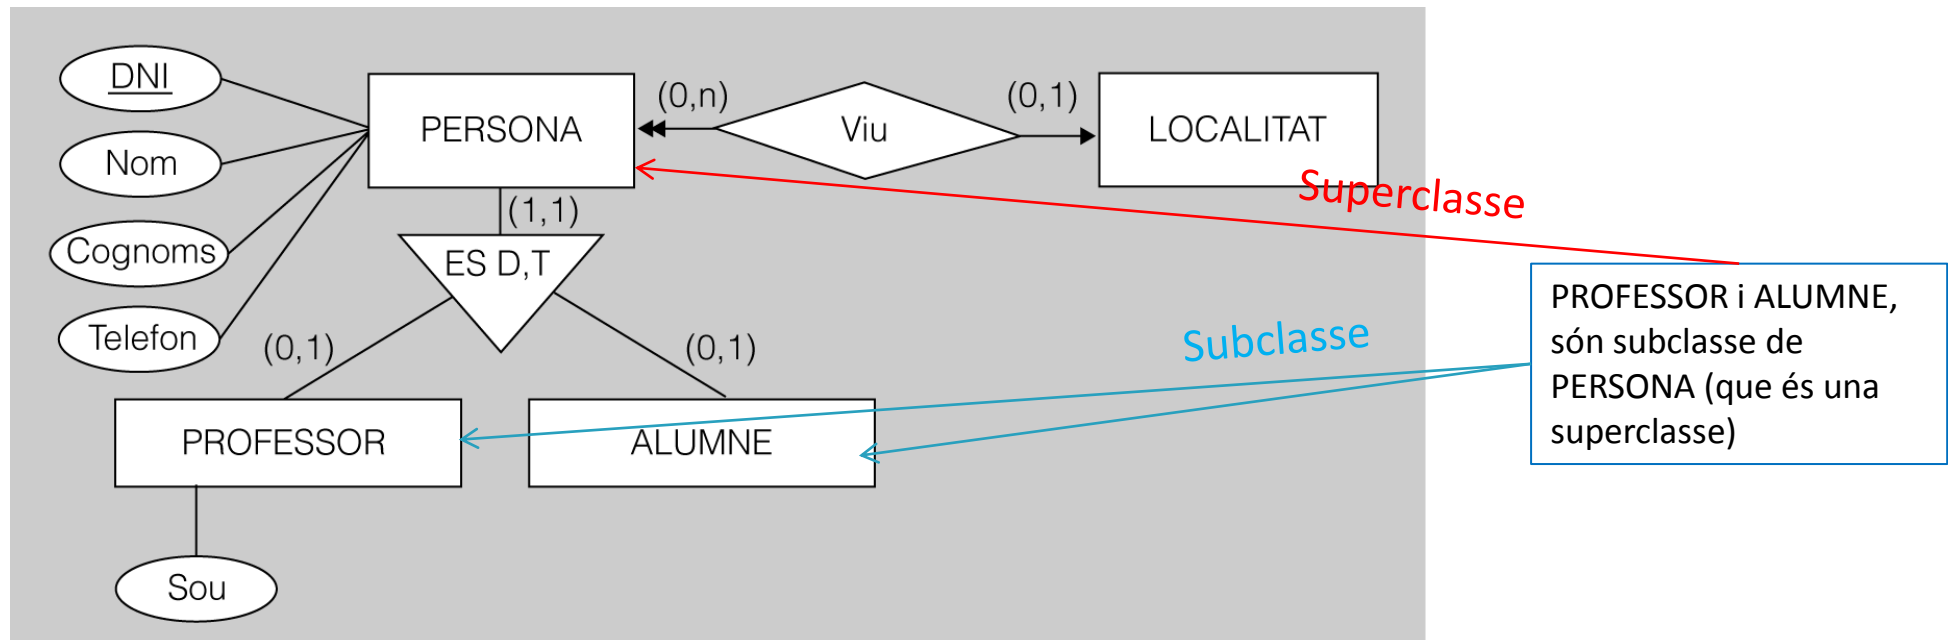 DNI
Nom
Cognoms
Telefon
PERSONA
(0,n)
Viu
(0,1)
LOCALITAT
(1,1)
ES D,T
(0,1)
(0,1)
PROFESSOR
ALUMNE
Sou
Superclasse
Subclasse
PROFESSOR i ALUMNE,
són subclasse de
PERSONA (que és una
superclasse)